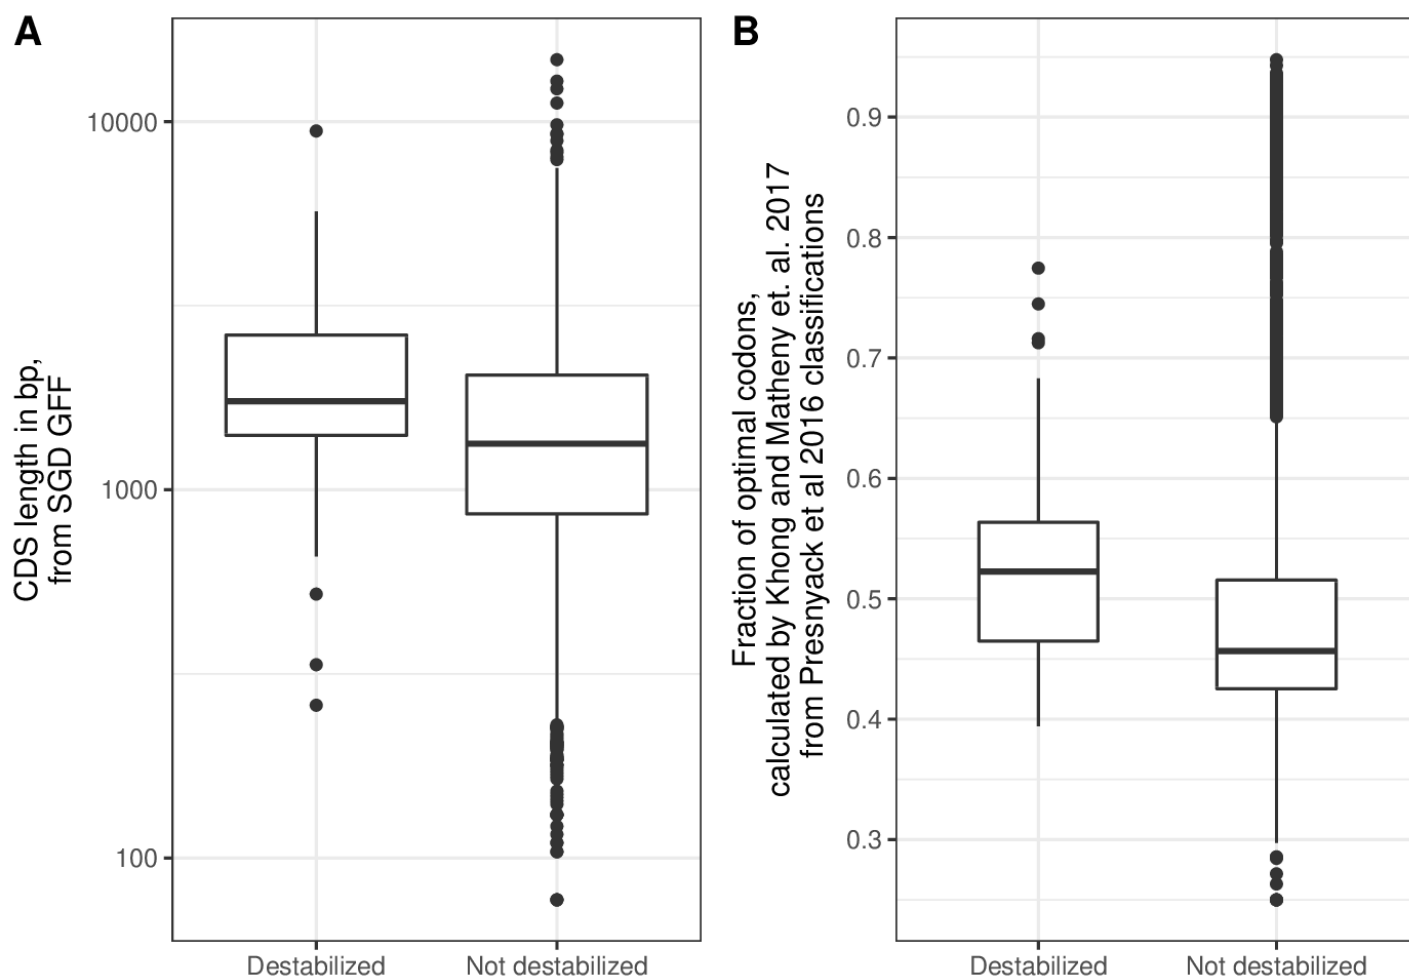 A
CDS length in bp,
from SGD GFF
10000
1000
100
Destabilized
Not destabilized
B
Fraction of optimal codons,
calculated by Khong and Matheny et. al. 2017
from Presnyack et al 2016 classifications
0.9
0.8
0.7
0.6
0.5
0.4
0.3
Destabilized
Not destabilized